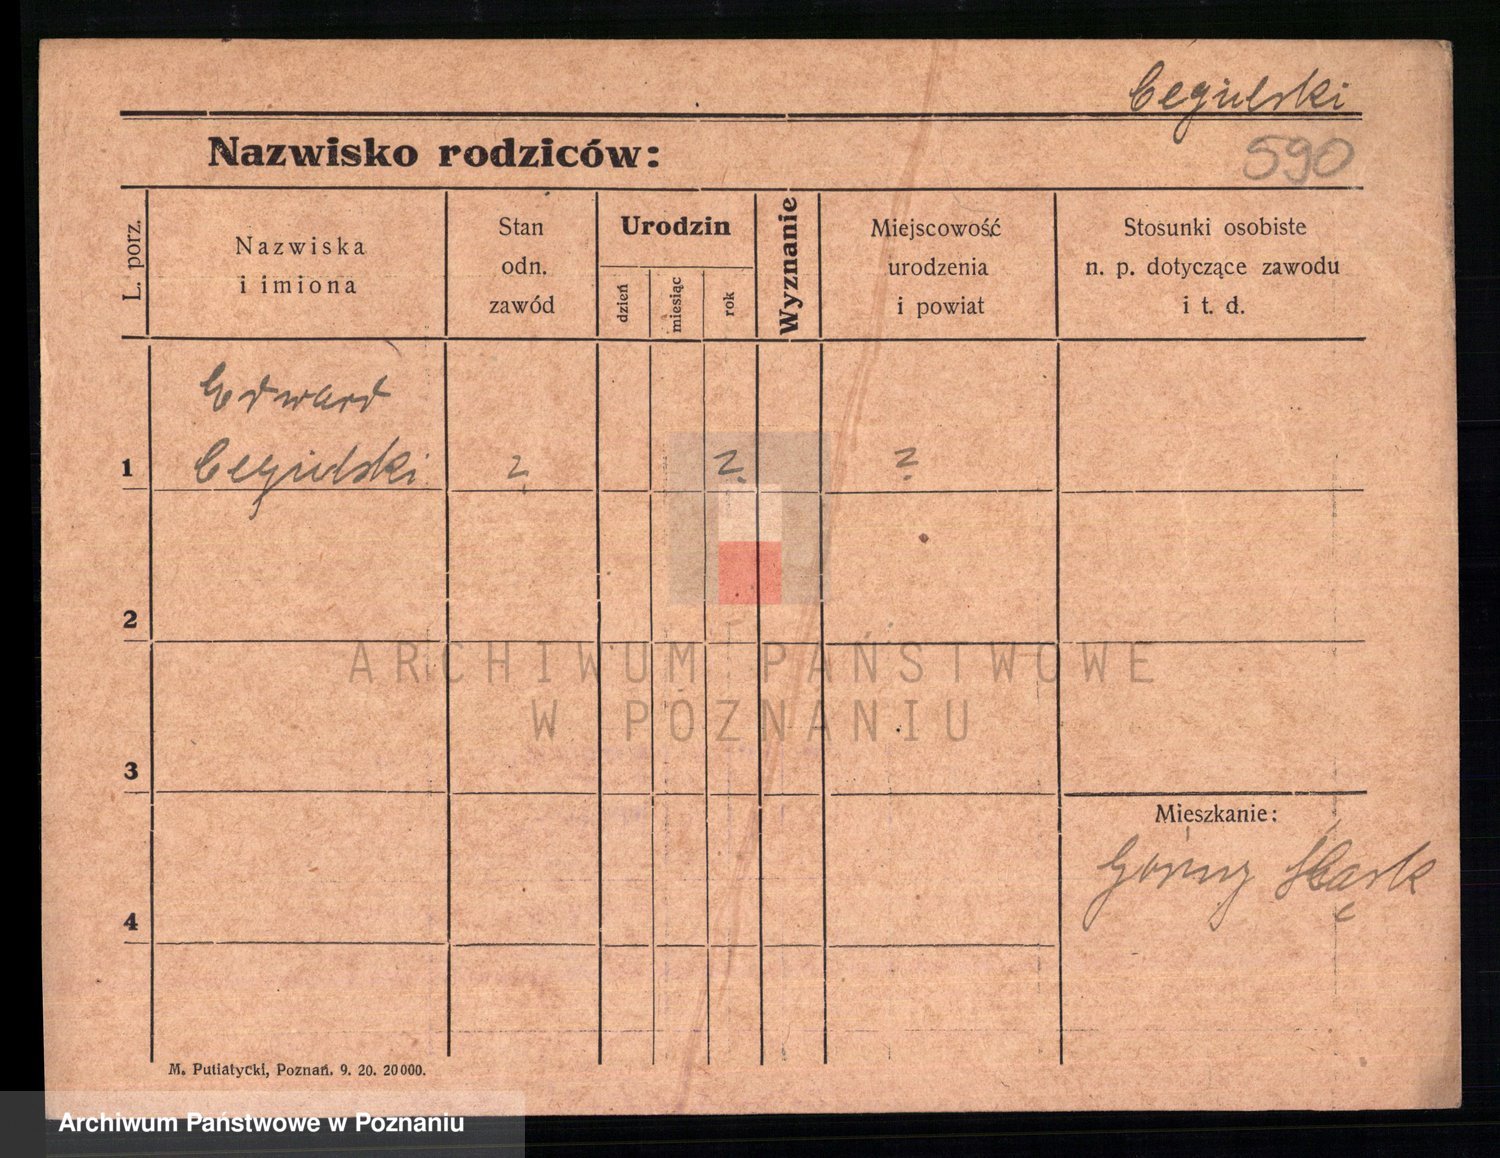 Cegielski
Nazwisko rodziców:
590
L. porz.
Nazwiska
i imiona
Stan
odn.
zawód
Urodzin
dzień
miesiąc
rok
Wyznanie
Miejscowość
urodzenia
i powiat
Stosunki osobiste
n. p. dotyczące zawodu
i t. d.
Edward
1 Cegielski ? ? ?
2
ARCHIWUM PAŃSTWOWE
W POZNANIU
3
Mieszkanie:
Górny
4
M. Putiatycki, Poznań. 9. 20. 20000.
Archiwum Państwowe w Poznaniu